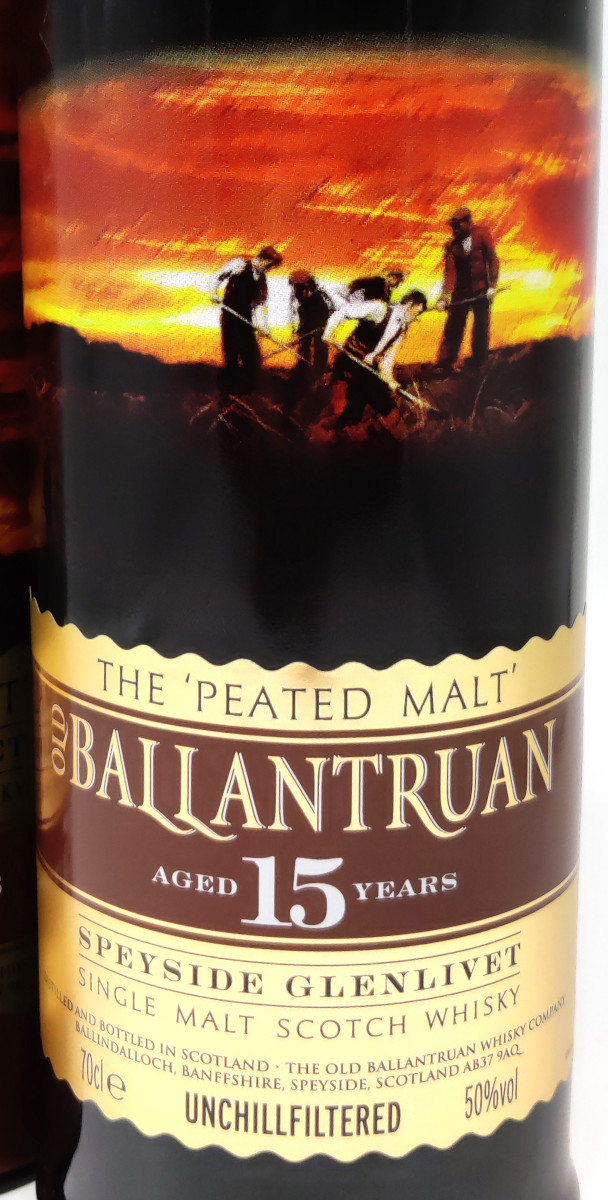 THE 'PEATED MALT'
OLD BALLANTRUAN
AGED 15 YEARS
SPEYSIDE GLENLIVET
SINGLE MALT SCOTCH WHISKY
DISTILLED AND BOTTLED IN SCOTLAND · THE OLD BALLANTRUAN WHISKY COMPANY
BALLINDALLOCH, BANFFSHIRE, SPEYSIDE, SCOTLAND AB37 9AQ
70cl e UNCHILLFILTERED 50%vol